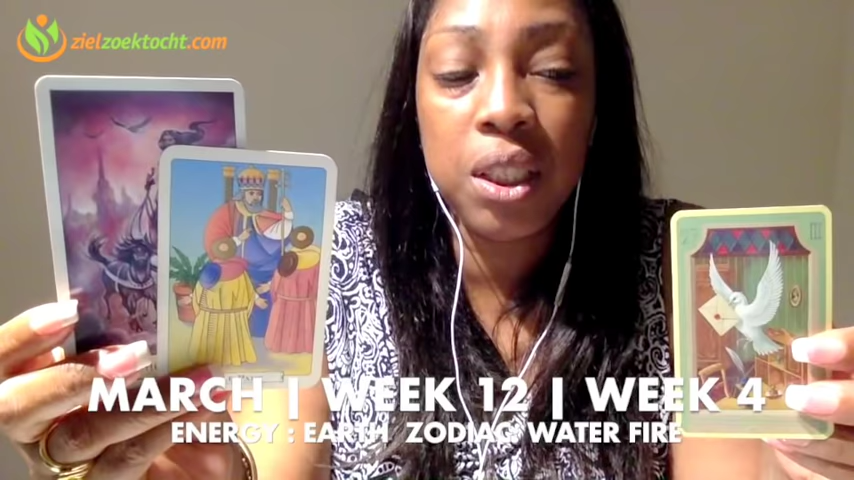 zielzoektocht.com
MARCH | WEEK 12 | WEEK 4
ENERGY : EARTH ZODIAC : WATER FIRE